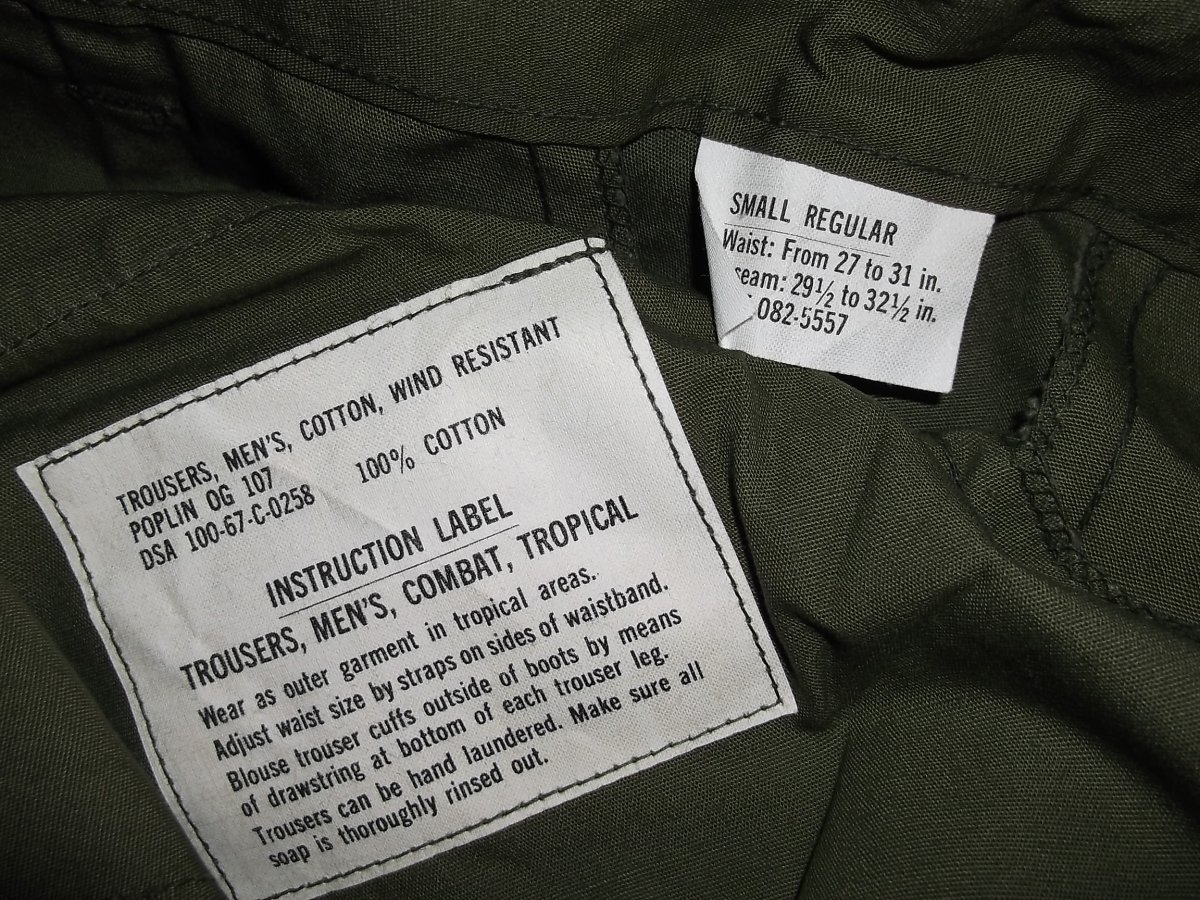 TROUSERS, MEN'S, COTTON, WIND RESISTANT
POPLIN OG 107 100% COTTON
DSA 100-67-C-0258
INSTRUCTION LABEL
TROUSERS, MEN'S, COMBAT, TROPICAL
Wear as outer garment in tropical areas.
Adjust waist size by straps on sides of waistband.
Blouse trouser cuffs outside of boots by means
of drawstring at bottom of each trouser leg.
Trousers can be hand laundered. Make sure all
soap is thoroughly rinsed out.
SMALL REGULAR
Waist: From 27 to 31 in.
seam: 29½ to 32½ in.
082-5557